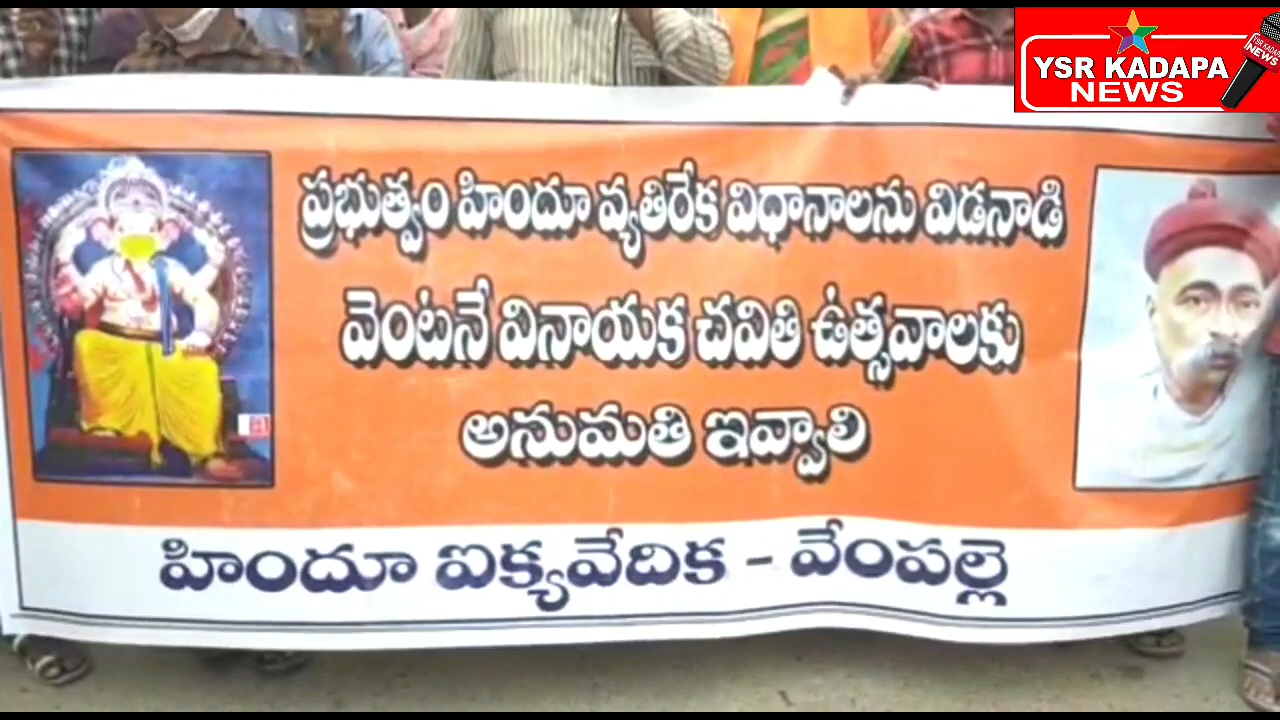 YSR KADAPA
NEWS
ప్రభుత్వం హిందూ వ్యతిరేక విధానాలను విడనాడి
వెంటనే వినాయక చవితి ఉత్సవాలకు
అనుమతి ఇవ్వాలి
హిందూ ఐక్యవేదిక - వేంపల్లె